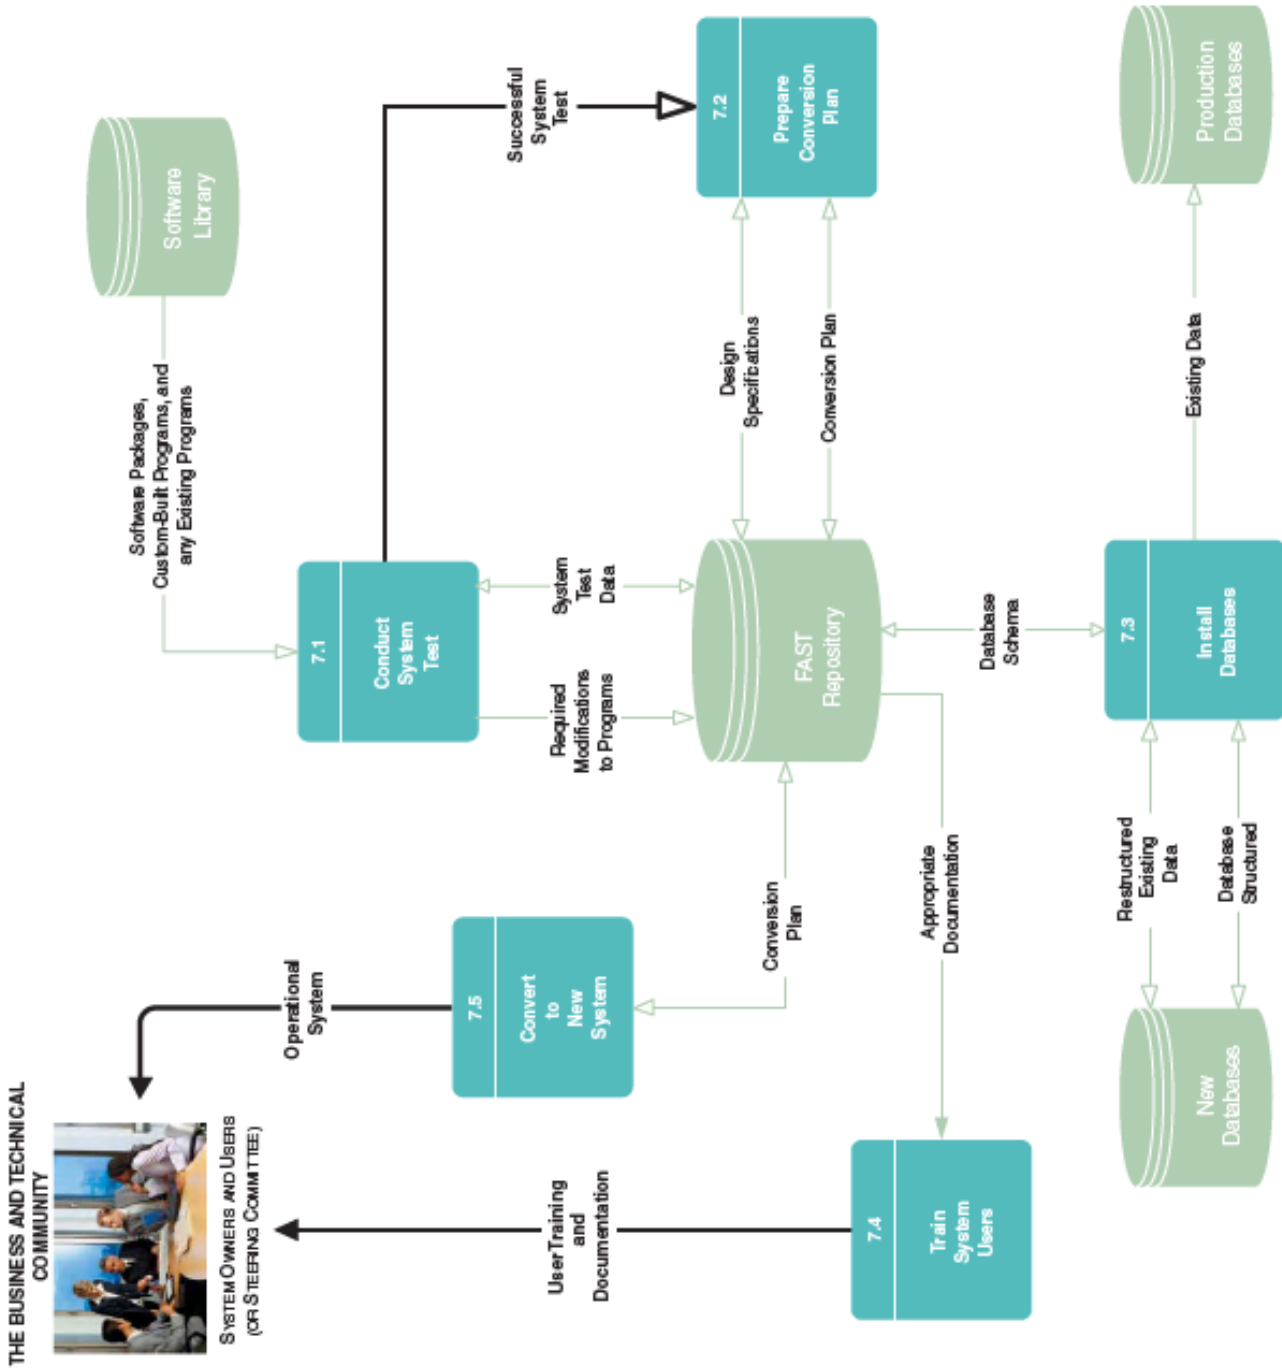 THE BUSINESS AND TECHNICAL
COMMUNITY
SYSTEM OWNERS AND USERS
(OR STEERING COMMITTEE)
Operational
System
User Training
and
Documentation
7.5
Convert
to
New
System
7.4
Train
System
Users
Conversion
Plan
Appropriate
Documentation
Software Packages,
Custom-Built Programs, and
any Existing Programs
Software
Library
7.1
Conduct
System
Test
Required
Modifications
to Programs
System
Test
Data
Successful
System
Test
FAST
Repository
Design
Specifications
Conversion Plan
7.2
Prepare
Conversion
Plan
Database
Schema
7.3
Install
Databases
Restructured
Existing
Data
Database
Structured
New
Databases
Existing Data
Production
Databases